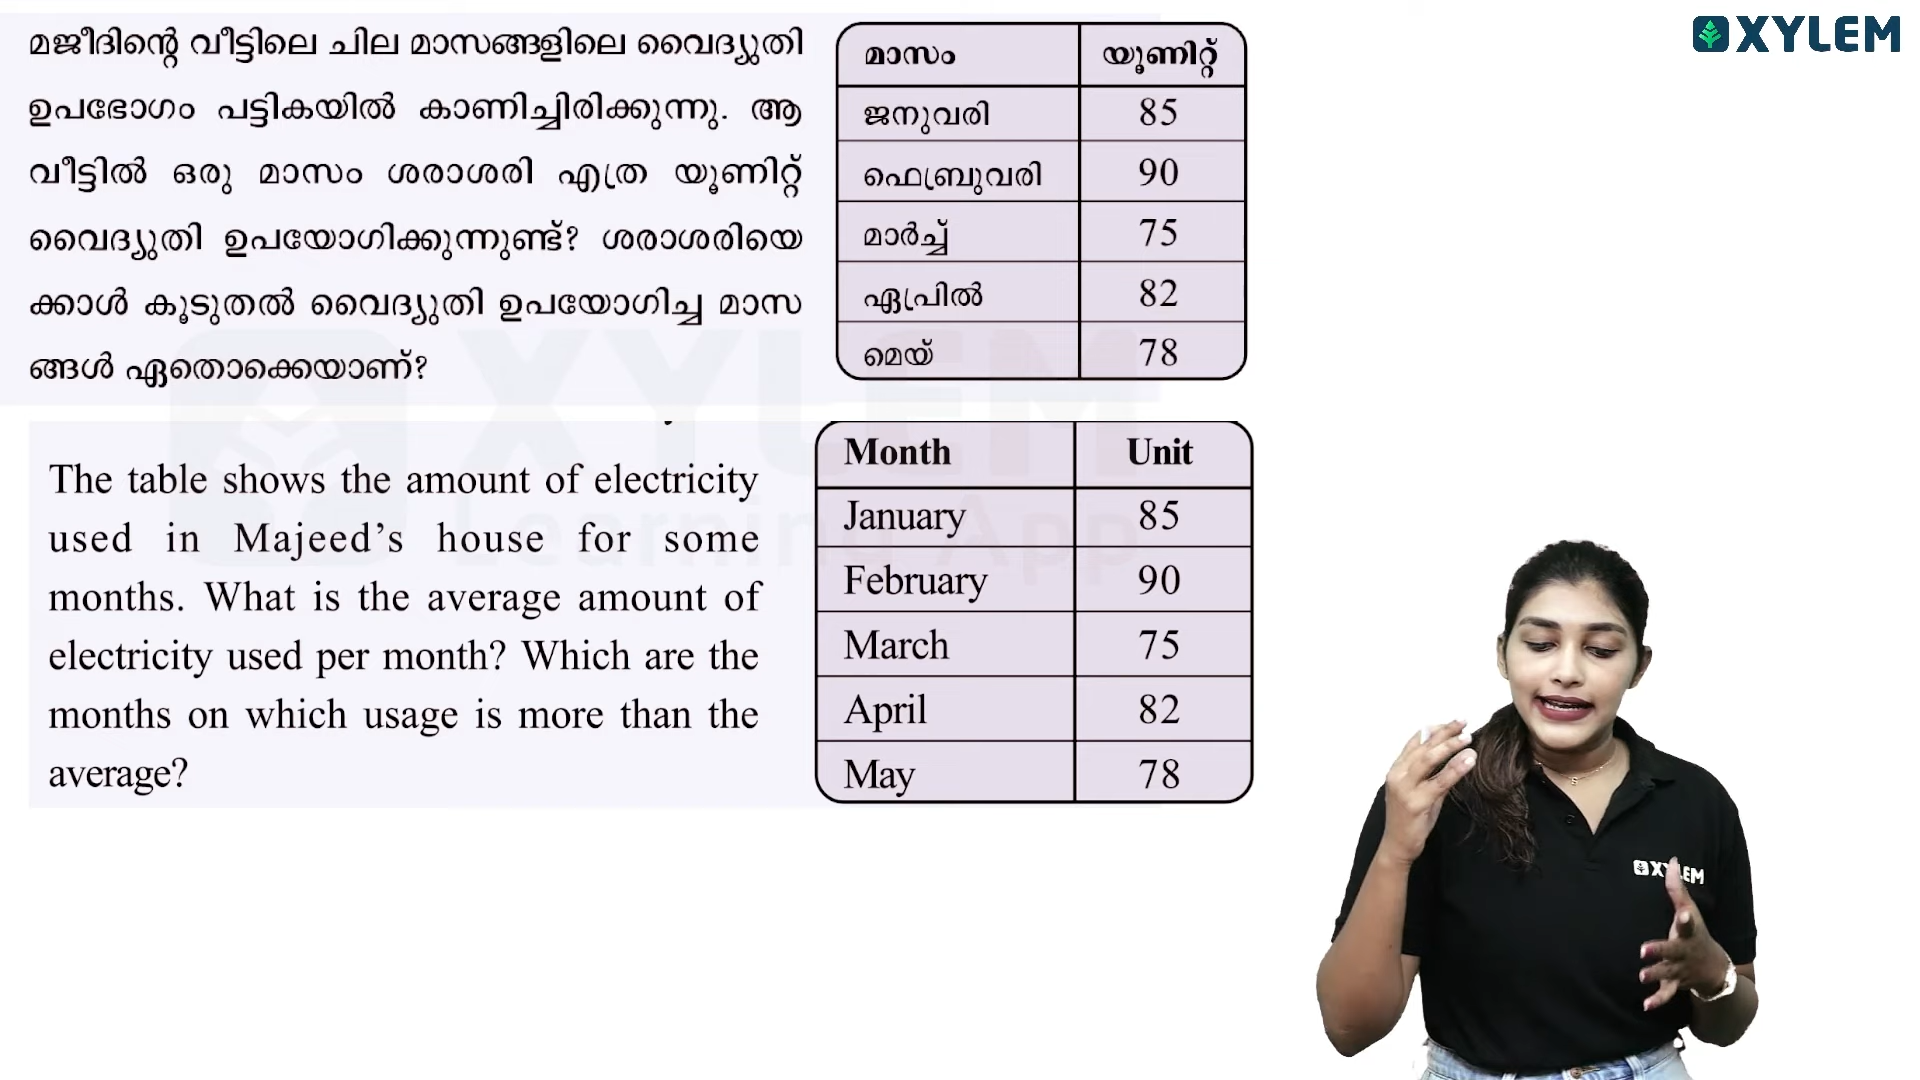 മജീദിന്റെ വീട്ടിലെ ചില മാസങ്ങളിലെ വൈദ്യുതി
ഉപഭോഗം പട്ടികയിൽ കാണിച്ചിരിക്കുന്നു. ആ
വീട്ടിൽ ഒരു മാസം ശരാശരി എത്ര യൂണിറ്റ്
വൈദ്യുതി ഉപയോഗിക്കുന്നുണ്ട്? ശരാശരിയെ
ക്കാൾ കൂടുതൽ വൈദ്യുതി ഉപയോഗിച്ച മാസ
ങ്ങൾ ഏതൊക്കെയാണ്?
മാസം യൂണിറ്റ്
ജനുവരി 85
ഫെബ്രുവരി 90
മാർച്ച് 75
ഏപ്രിൽ 82
മെയ് 78
XYLEM
XYLEM
Learning App
The table shows the amount of electricity
used in Majeed’s house for some
months. What is the average amount of
electricity used per month? Which are the
months on which usage is more than the
average?
Month Unit
January 85
February 90
March 75
April 82
May 78
XYLEM